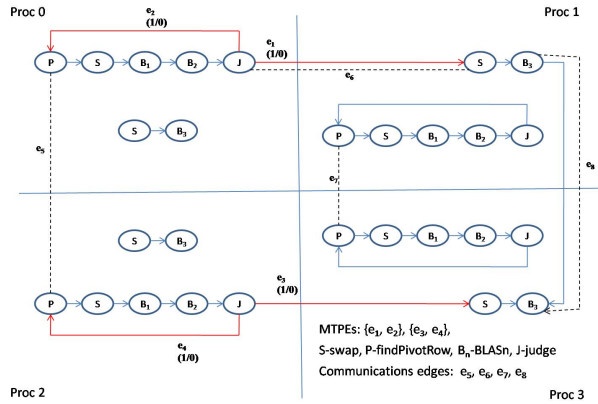 Proc 0
Proc 1
e2
(1/0)
e1
(1/0)
P S B1 B2 J
S B3
e6
S B3
P S B1 B2 J
e5
e7
e8
S B3
P S B1 B2 J
e3
(1/0)
P S B1 B2 J
S B3
e4
(1/0)
MTPEs: {e1, e2}, {e3, e4},
S-swap, P-findPivotRow, Bn-BLASn, J-judge
Communications edges: e5, e6, e7, e8
Proc 2
Proc 3